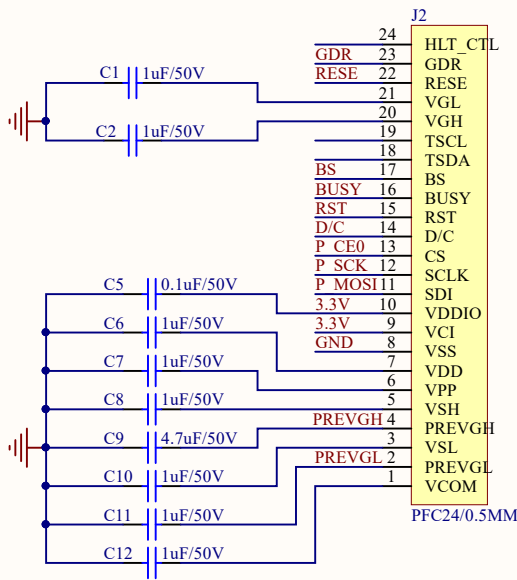 J2
24 HLT_CTL
GDR 23 GDR
RESE 22 RESE
C1 1uF/50V 21 VGL
20 VGH
C2 1uF/50V
19 TSCL
18 TSDA
BS 17 BS
BUSY 16 BUSY
RST 15 RST
D/C 14 D/C
P_CE0 13 CS
P_SCK 12 SCLK
C5 0.1uF/50V P_MOSI 11 SDI
3.3V 10 VDDIO
C6 1uF/50V 3.3V 9 VCI
GND 8 VSS
C7 1uF/50V 7 VDD
6 VPP
C8 1uF/50V 5 VSH
PREVGH 4 PREVGH
C9 4.7uF/50V 3 VSL
PREVGL 2 PREVGL
C10 1uF/50V 1 VCOM
C11 1uF/50V PFC24/0.5MM
C12 1uF/50V